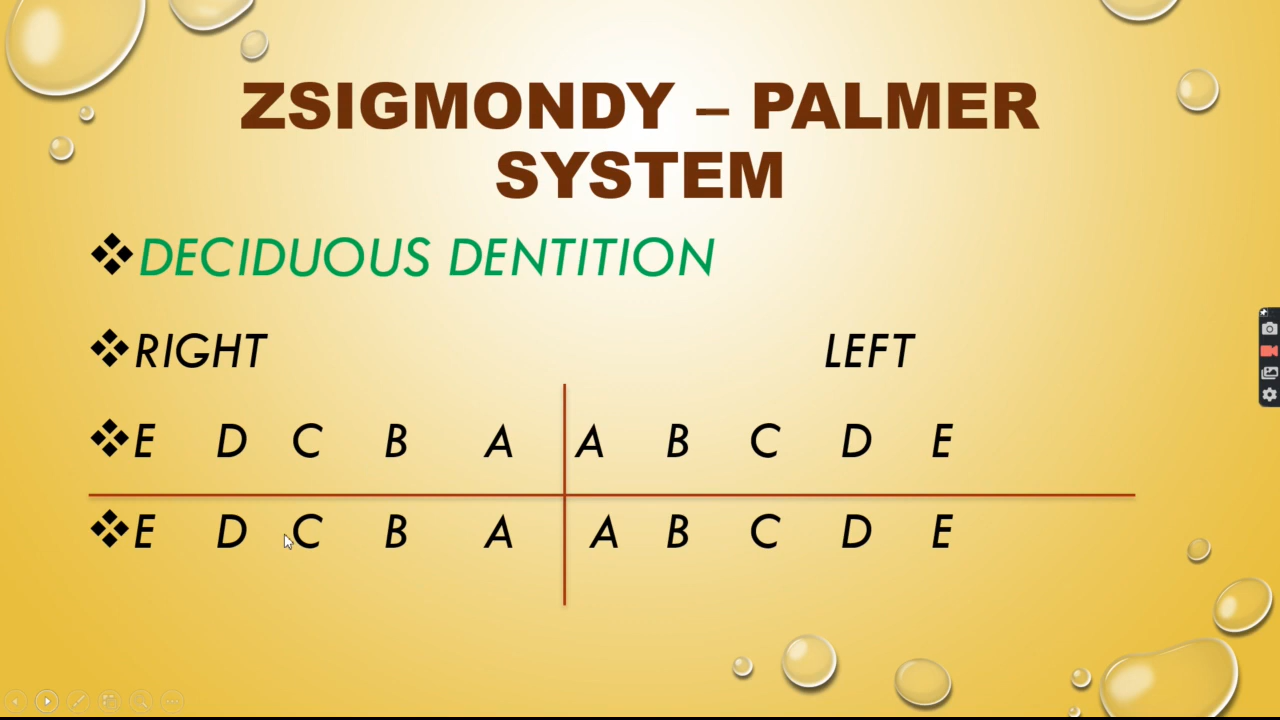 ZSIGMONDY – PALMER
SYSTEM
❖DECIDUOUS DENTITION
❖RIGHT LEFT
❖E D C B A A B C D E
❖E D C B A A B C D E